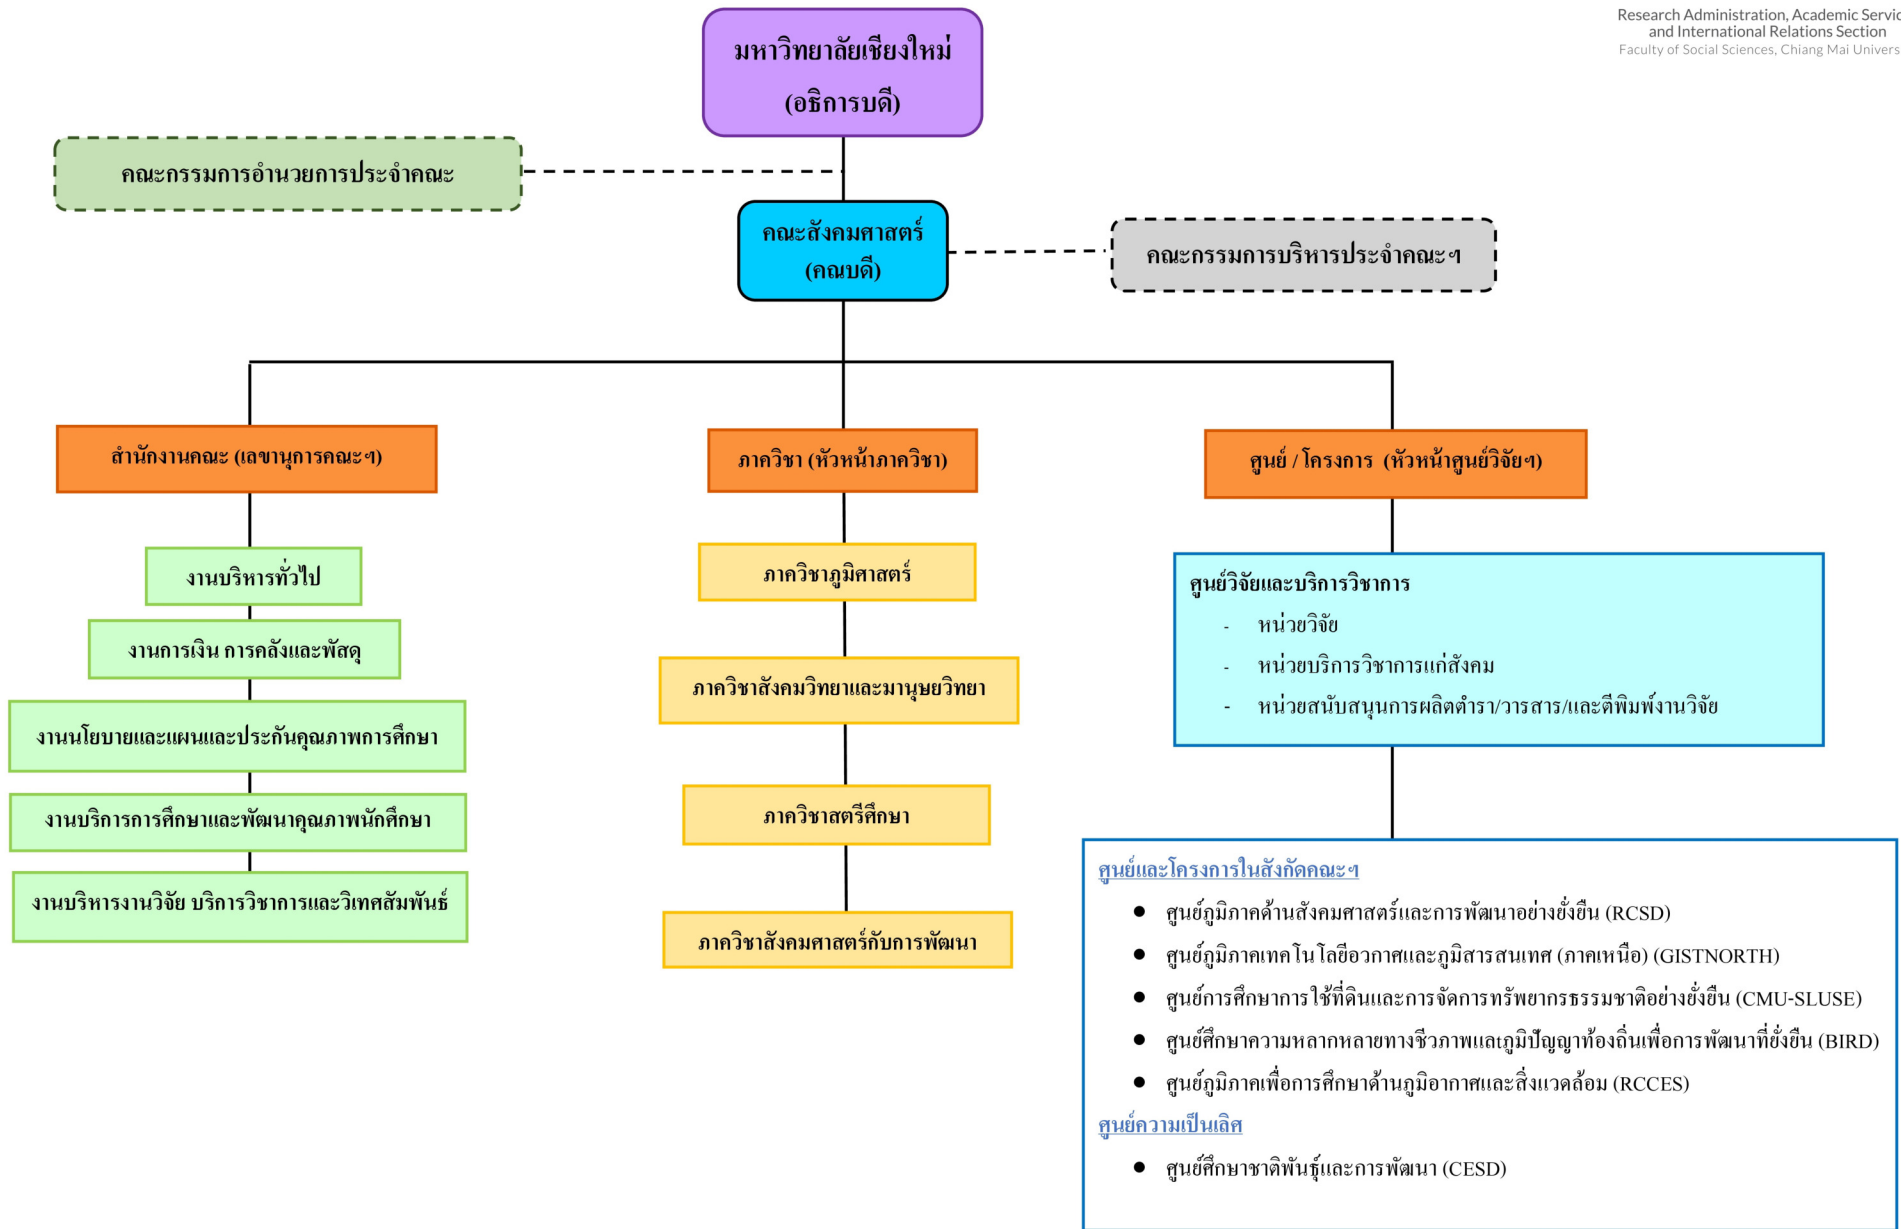 Research Administration, Academic Servic
and International Relations Section
Faculty of Social Sciences, Chiang Mai Univers
มหาวิทยาลัยเชียงใหม่
(อธิการบดี)
คณะกรรมการอำนวยการประจำคณะ
คณะสังคมศาสตร์
(คณบดี)
คณะกรรมการบริหารประจำคณะฯ
สำนักงานคณะ (เลขานุการคณะฯ)
งานบริหารทั่วไป
งานการเงิน การคลังและพัสดุ
งานนโยบายและแผนและประกันคุณภาพการศึกษา
งานบริการการศึกษาและพัฒนาคุณภาพนักศึกษา
งานบริหารงานวิจัย บริการวิชาการและวิเทศสัมพันธ์
ภาควิชา (หัวหน้าภาควิชา)
ภาควิชาภูมิศาสตร์
ภาควิชาสังคมวิทยาและมานุษยวิทยา
ภาควิชาสตรีศึกษา
ภาควิชาสังคมศาสตร์กับการพัฒนา
ศูนย์ / โครงการ (หัวหน้าศูนย์วิจัยฯ)
ศูนย์วิจัยและบริการวิชาการ
- หน่วยวิจัย
- หน่วยบริการวิชาการแก่สังคม
- หน่วยสนับสนุนการผลิตตำรา/วารสาร/และตีพิมพ์งานวิจัย
ศูนย์และโครงการในสังกัดคณะฯ
● ศูนย์ภูมิภาคด้านสังคมศาสตร์และการพัฒนาอย่างยั่งยืน (RCSD)
● ศูนย์ภูมิภาคเทคโนโลยีอวกาศและภูมิสารสนเทศ (ภาคเหนือ) (GISTNORTH)
● ศูนย์การศึกษาการใช้ที่ดินและการจัดการทรัพยากรธรรมชาติอย่างยั่งยืน (CMU-SLUSE)
● ศูนย์ศึกษาความหลากหลายทางชีวภาพและภูมิปัญญาท้องถิ่นเพื่อการพัฒนาที่ยั่งยืน (BIRD)
● ศูนย์ภูมิภาคเพื่อการศึกษาด้านภูมิอากาศและสิ่งแวดล้อม (RCCES)
ศูนย์ความเป็นเลิศ
● ศูนย์ศึกษาชาติพันธุ์และการพัฒนา (CESD)